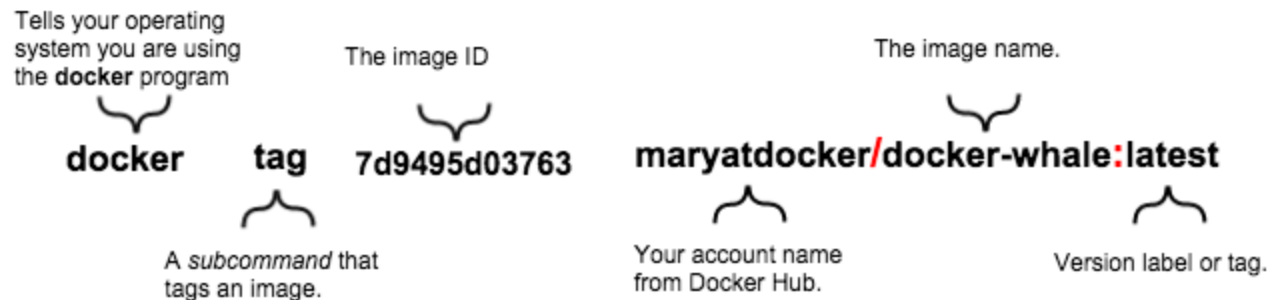 Tells your operating
system you are using
the docker program
The image ID
The image name.
docker tag 7d9495d03763 maryatdocker/docker-whale:latest
A subcommand that
tags an image.
Your account name
from Docker Hub.
Version label or tag.